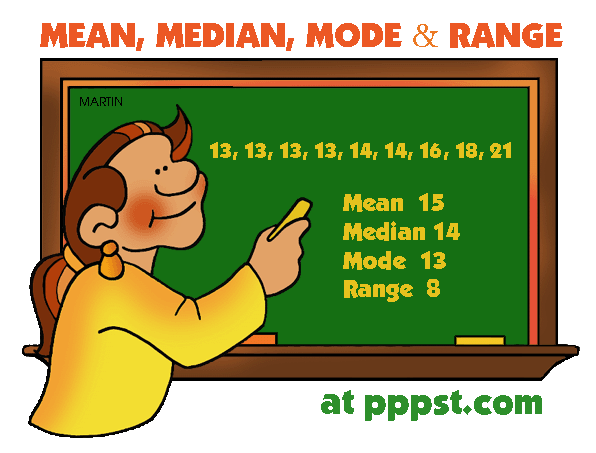 MEAN, MEDIAN, MODE & RANGE
MARTIN
13, 13, 13, 13, 14, 14, 16, 18, 21
Mean 15
Median 14
Mode 13
Range 8
at pppst.com